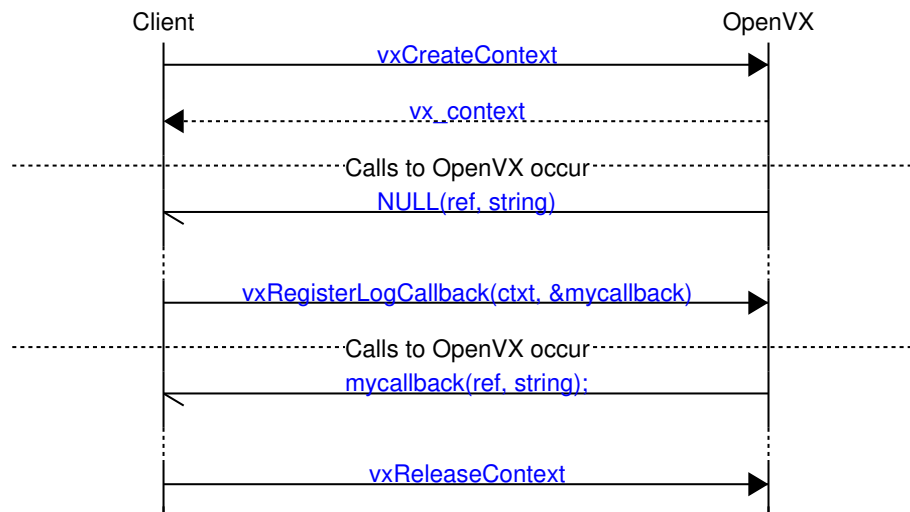 Client OpenVX
vxCreateContext
vx_context
Calls to OpenVX occur
NULL(ref, string)
vxRegisterLogCallback(ctxt, &mycallback)
Calls to OpenVX occur
mycallback(ref, string);
vxReleaseContext